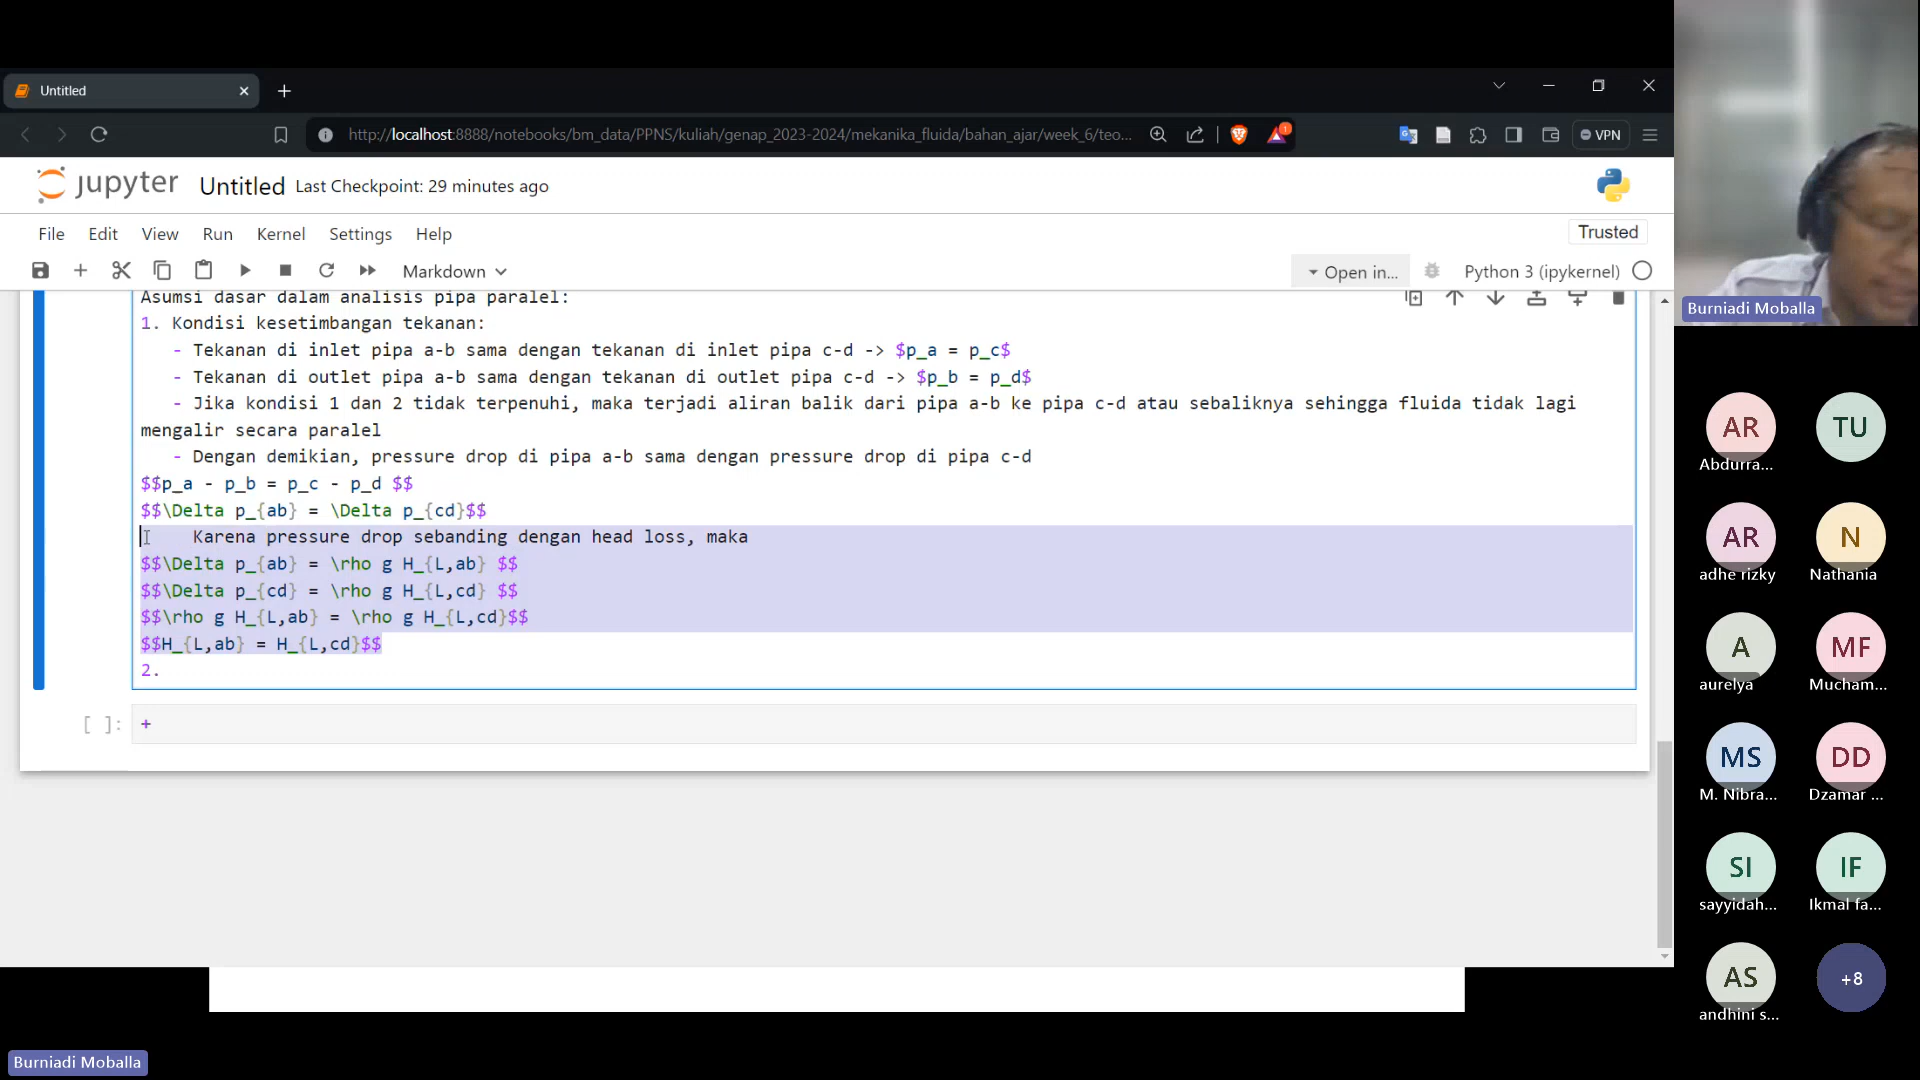 Untitled
http://localhost:8888/notebooks/bm_data/PPNS/kuliah/genap_2023-2024/mekanika_fluida/bahan_ajar/week_6/teo...
1
VPN
jupyter Untitled Last Checkpoint: 29 minutes ago
File Edit View Run Kernel Settings Help
Trusted
Markdown
Open in...
Python 3 (ipykernel)
Asumsi dasar dalam analisis pipa paralel:
1. Kondisi kesetimbangan tekanan:
- Tekanan di inlet pipa a-b sama dengan tekanan di inlet pipa c-d -> $p_a = p_c$
- Tekanan di outlet pipa a-b sama dengan tekanan di outlet pipa c-d -> $p_b = p_d$
- Jika kondisi 1 dan 2 tidak terpenuhi, maka terjadi aliran balik dari pipa a-b ke pipa c-d atau sebaliknya sehingga fluida tidak lagi
mengalir secara paralel
- Dengan demikian, pressure drop di pipa a-b sama dengan pressure drop di pipa c-d
$$p_a - p_b = p_c - p_d $$
$$\Delta p_{ab} = \Delta p_{cd}$$
Karena pressure drop sebanding dengan head loss, maka
$$\Delta p_{ab} = \rho g H_{L,ab} $$
$$\Delta p_{cd} = \rho g H_{L,cd} $$
$$\rho g H_{L,ab} = \rho g H_{L,cd}$$
$$H_{L,ab} = H_{L,cd}$$
2.
[ ]: +
Burniadi Moballa
AR
Abdurra...
TU
AR
adhe rizky
N
Nathania
A
aurelya
MF
Mucham...
MS
M. Nibra...
DD
Dzamar ...
SI
sayyidah...
IF
Ikmal fa...
AS
andhini s...
+8
Burniadi Moballa